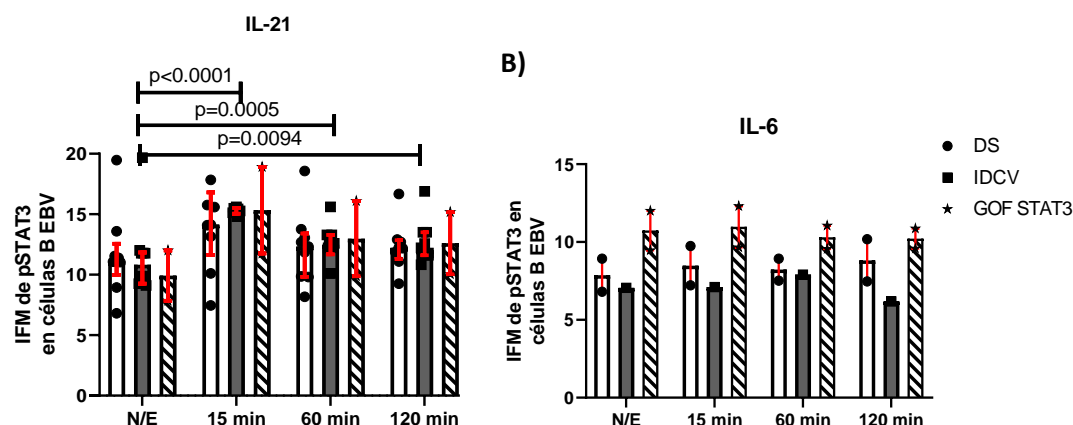 IL-21
p<0.0001
p=0.0005
p=0.0094
IFM de pSTAT3
en células B EBV
20
15
10
5
0
N/E
15 min
60 min
120 min
B)
IL-6
IFM de pSTAT3 en
células B EBV
15
10
5
0
N/E
15 min
60 min
120 min
DS
IDCV
GOF STAT3